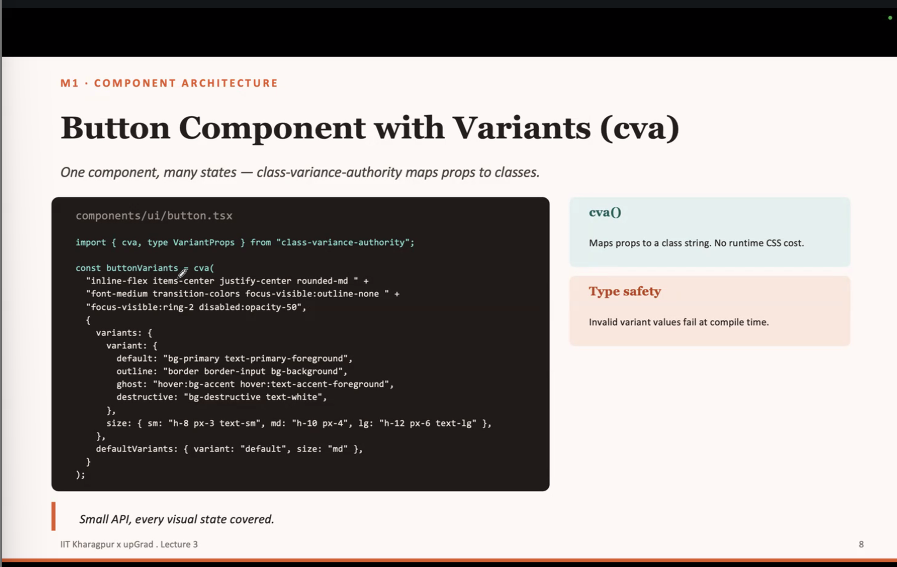 M1 · COMPONENT ARCHITECTURE
Button Component with Variants (cva)
One component, many states — class-variance-authority maps props to classes.
components/ui/button.tsx
import { cva, type VariantProps } from "class-variance-authority";
const buttonVariants = cva(
  "inline-flex items-center justify-center rounded-md " +
  "font-medium transition-colors focus-visible:outline-none " +
  "focus-visible:ring-2 disabled:opacity-50",
  {
    variants: {
      variant: {
        default: "bg-primary text-primary-foreground",
        outline: "border border-input bg-background",
        ghost: "hover:bg-accent hover:text-accent-foreground",
        destructive: "bg-destructive text-white",
      },
      size: { sm: "h-8 px-3 text-sm", md: "h-10 px-4", lg: "h-12 px-6 text-lg" },
    },
    defaultVariants: { variant: "default", size: "md" },
  }
);
cva()
Maps props to a class string. No runtime CSS cost.
Type safety
Invalid variant values fail at compile time.
Small API, every visual state covered.
IIT Kharagpur x upGrad . Lecture 3
8